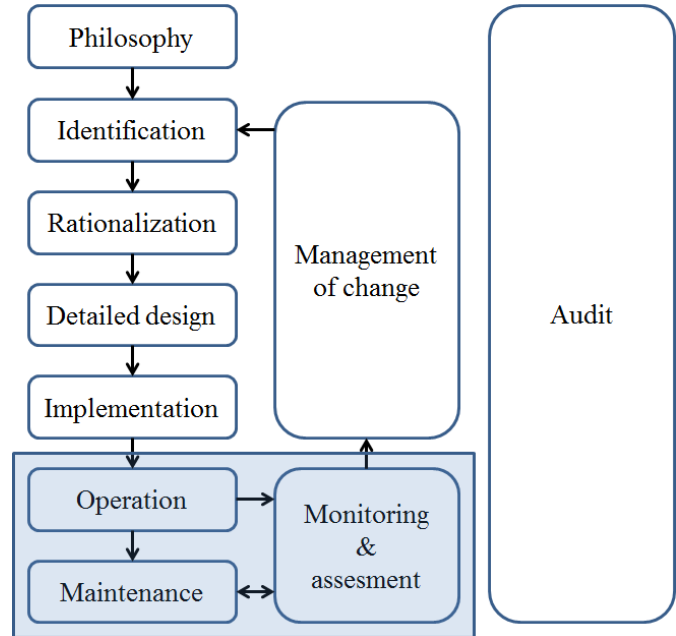 Philosophy
Identification
Rationalization
Detailed design
Implementation
Operation
Maintenance
Management
of change
Monitoring
&
assesment
Audit